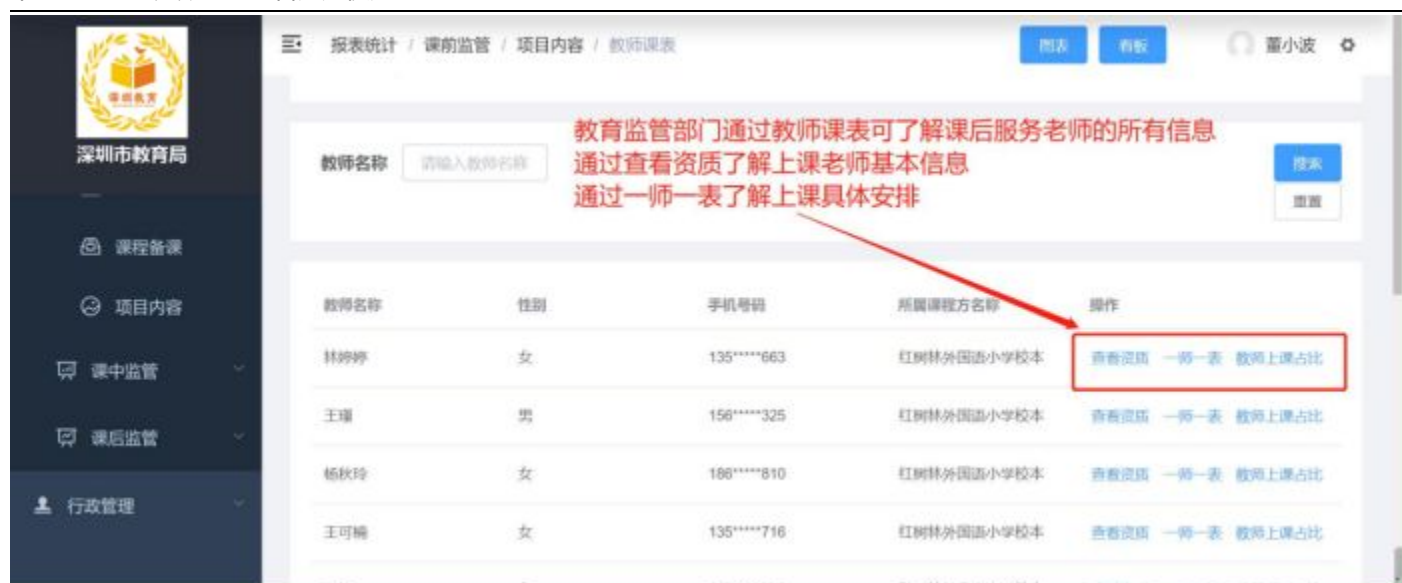 报表统计 / 课前监管 / 项目内容 / 教师课表
图表 看板 董小波
深圳教育
深圳市教育局
课程备课
项目内容
课中监管
课后监管
行政管理
教育监管部门通过教师课表可了解课后服务老师的所有信息
通过查看资质了解上课老师基本信息
通过一师一表了解上课具体安排
教师名称 请输入教师名称 搜索
重置
教师名称 性别 手机号码 所属课程方名称 操作
林婷婷 女 135*****663 红树林外国语小学校本 查看资质 一师一表 教师上课占比
男 156*****325 红树林外国语小学校本 查看资质 一师一表 教师上课占比
杨秋玲 女 186*****810 红树林外国语小学校本 查看资质 一师一表 教师上课占比
女 135*****716 红树林外国语小学校本 查看资质 一师一表 教师上课占比